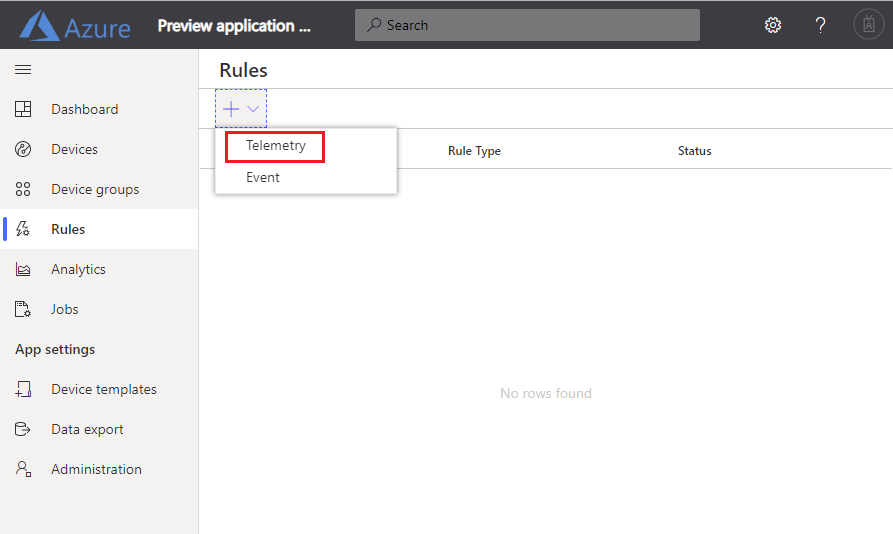 Azure
Preview application ...
Search
?
Rules
Dashboard
Devices
Device groups
Rules
Analytics
Jobs
App settings
Device templates
Data export
Administration
Telemetry
Event
Rule Type
Status
No rows found